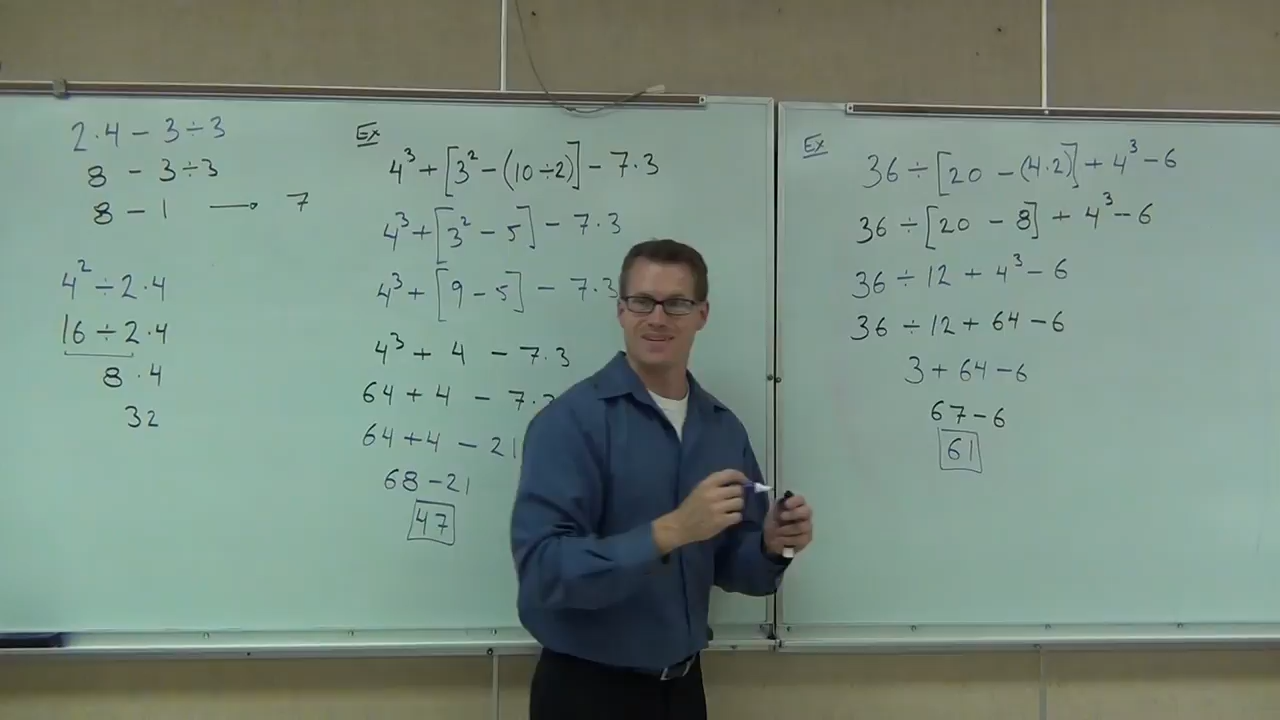 2·4 − 3÷3
8 − 3÷3
8 − 1 → 7
4² ÷ 2·4
16 ÷ 2·4
8 · 4
32
Ex
4³ + [3² − (10÷2)] − 7·3
4³ + [3² − 5] − 7·3
4³ + [9 − 5] − 7·3
4³ + 4 − 7·3
64 + 4 − 7·3
64 + 4 − 21
68 − 21
47
Ex
36 ÷ [20 − (4·2)] + 4³ − 6
36 ÷ [20 − 8] + 4³ − 6
36 ÷ 12 + 4³ − 6
36 ÷ 12 + 64 − 6
3 + 64 − 6
67 − 6
61